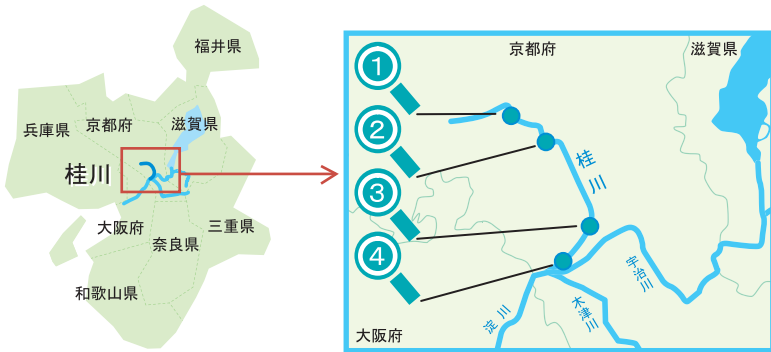 福井県
兵庫県
京都府
滋賀県
桂川
大阪府
奈良県
三重県
和歌山県
京都府
滋賀県
1
2
3
4
桂川
宇治川
木津川
淀川
大阪府